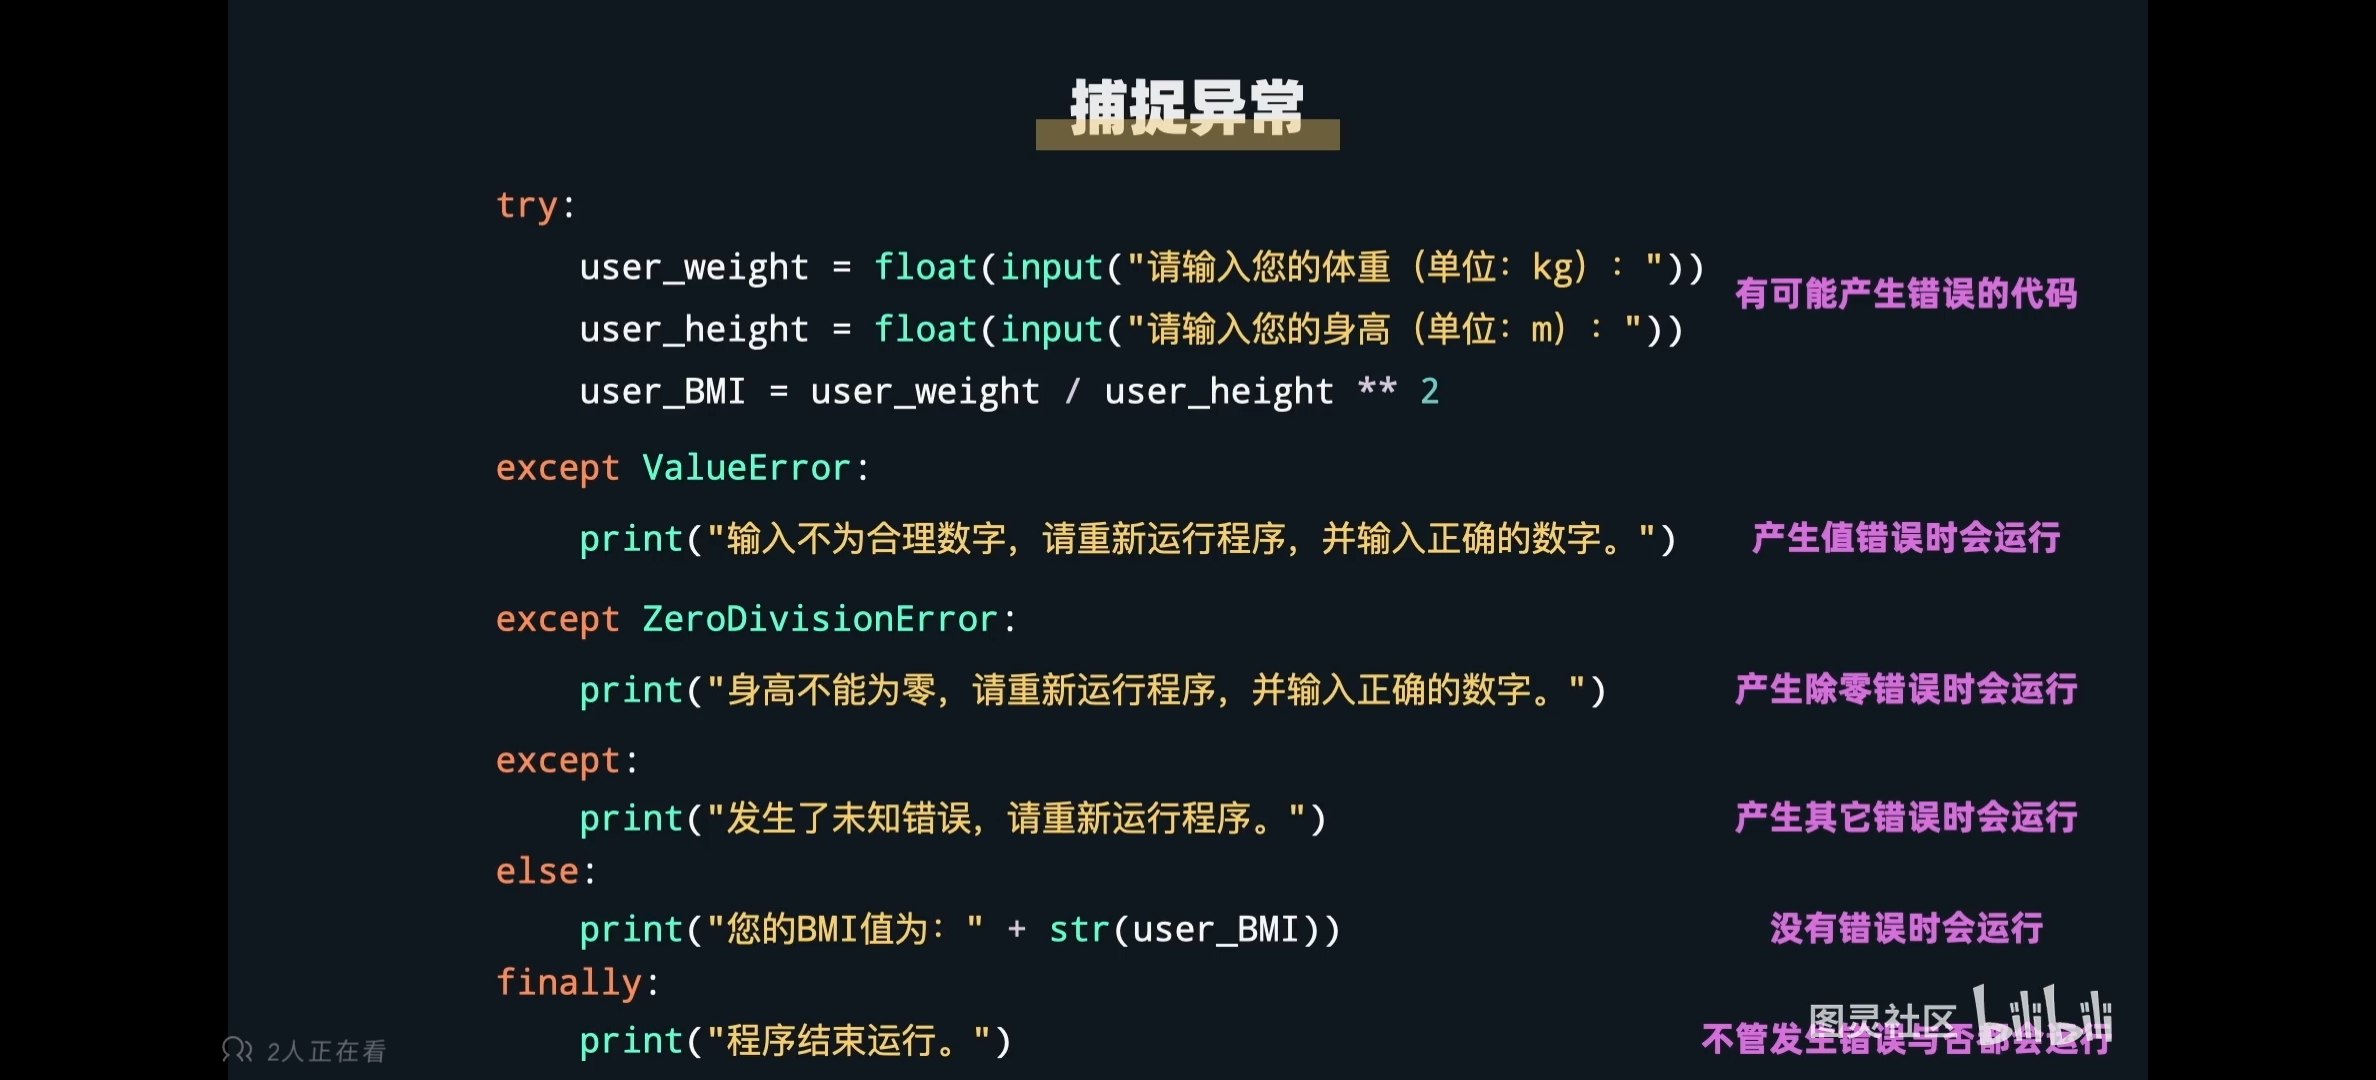 捕捉异常
try:
user_weight = float(input("请输入您的体重（单位：kg）："))
有可能产生错误的代码
user_height = float(input("请输入您的身高（单位：m）："))
user_BMI = user_weight / user_height ** 2
except ValueError:
print("输入不为合理数字，请重新运行程序，并输入正确的数字。")
产生值错误时会运行
except ZeroDivisionError:
print("身高不能为零，请重新运行程序，并输入正确的数字。")
产生除零错误时会运行
except:
print("发生了未知错误，请重新运行程序。")
产生其它错误时会运行
else:
print("您的BMI值为：" + str(user_BMI))
没有错误时会运行
finally:
图灵社区 bilibili
print("程序结束运行。")
不管发生错误与否都会运行
2人正在看